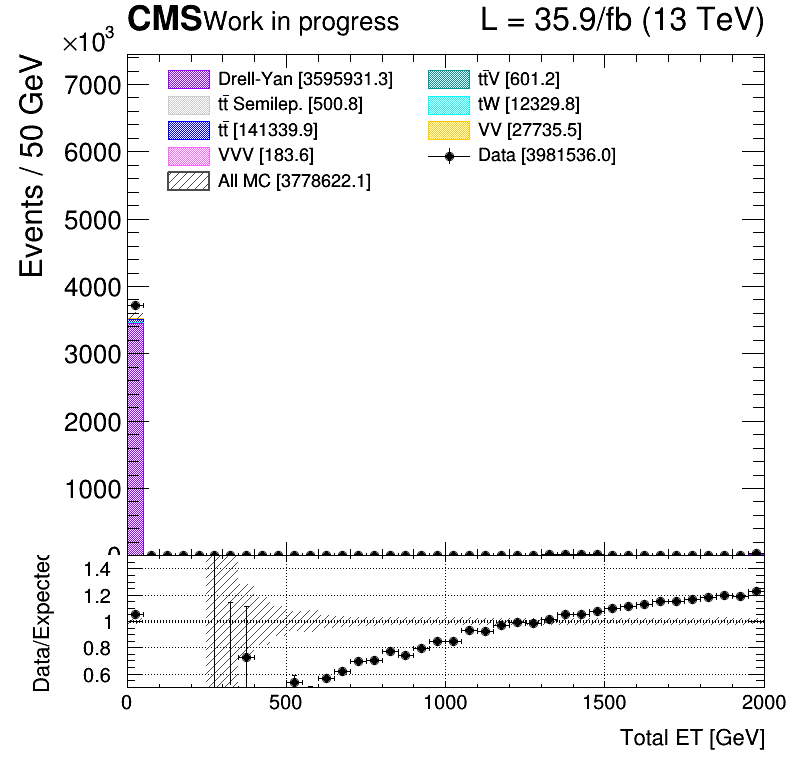 CMS Work in progress L = 35.9/fb (13 TeV)
×10³
Events / 50 GeV
7000
6000
5000
4000
3000
2000
1000
0
Drell-Yan [3595931.3]
tt̄ Semilep. [500.8]
tt̄ [141339.9]
VVV [183.6]
All MC [3778622.1]
tt̄V [601.2]
tW [12329.8]
VV [27735.5]
Data [3981536.0]
Data/Expected
1.4
1.2
1
0.8
0.6
0 500 1000 1500 2000
Total ET [GeV]